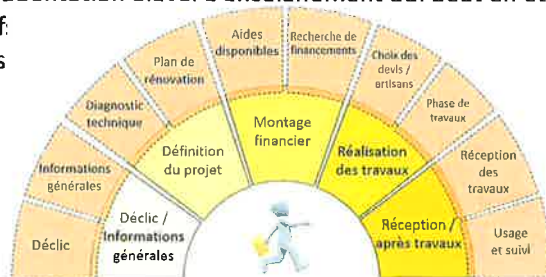 Aides
disponibles
Recherche de
financements
Plan de
rénovation
Choix des
devis /
artisans
Diagnostic
technique
Phase de
travaux
Montage
financier
Définition
du projet
Réalisation
des travaux
Informations
générales
Réception
des
travaux
Déclic /
Informations
générales
Réception /
après travaux
Déclic
Usage
et suivi